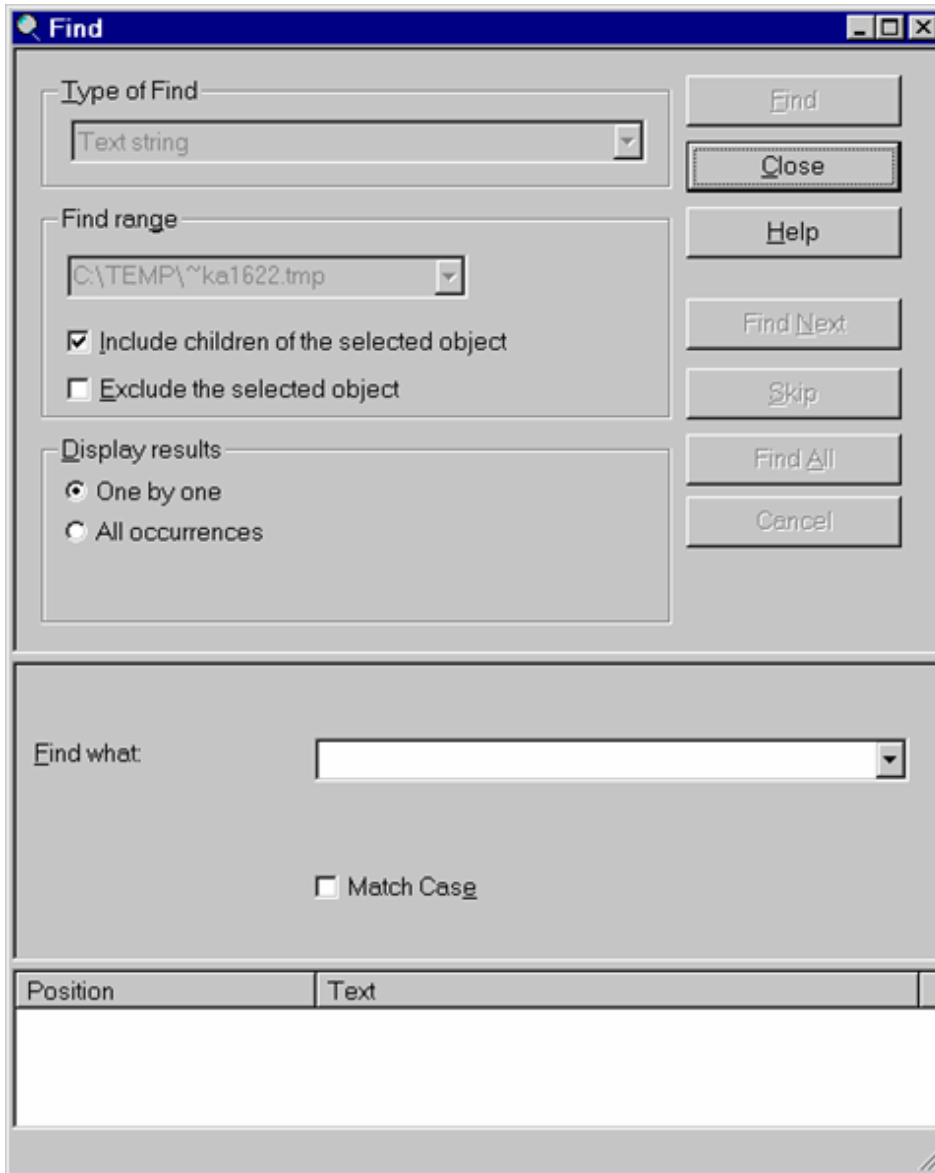 Find
Type of Find
Text string
Find range
C:\TEMP\~ka1622.tmp
Include children of the selected object
Exclude the selected object
Display results
One by one
All occurrences
Find
Close
Help
Find Next
Skip
Find All
Cancel
Find what:
Match Case
Position Text